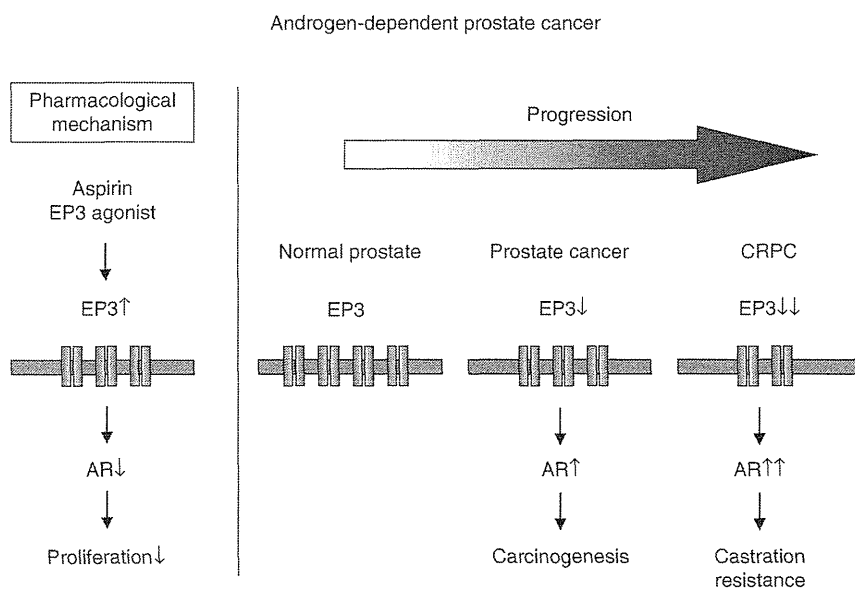 Androgen-dependent prostate cancer
Pharmacological
mechanism
Aspirin
EP3 agonist
EP3↑
AR↓
Proliferation↓
Progression
Normal prostate
EP3
Prostate cancer
EP3↓
AR↑
Carcinogenesis
CRPC
EP3↓↓
AR↑↑
Castration
resistance